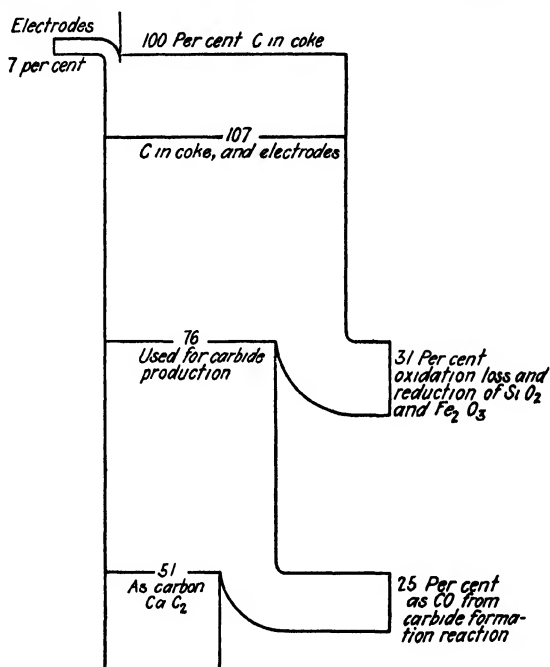 Electrodes
7 per cent
100 Per cent C in coke
107
C in coke, and electrodes
76
Used for carbide
production
31 Per cent
oxidation loss and
reduction of Si O2
and Fe2 O3
51
As carbon
Ca C2
25 Per cent
as CO from
carbide forma-
tion reaction